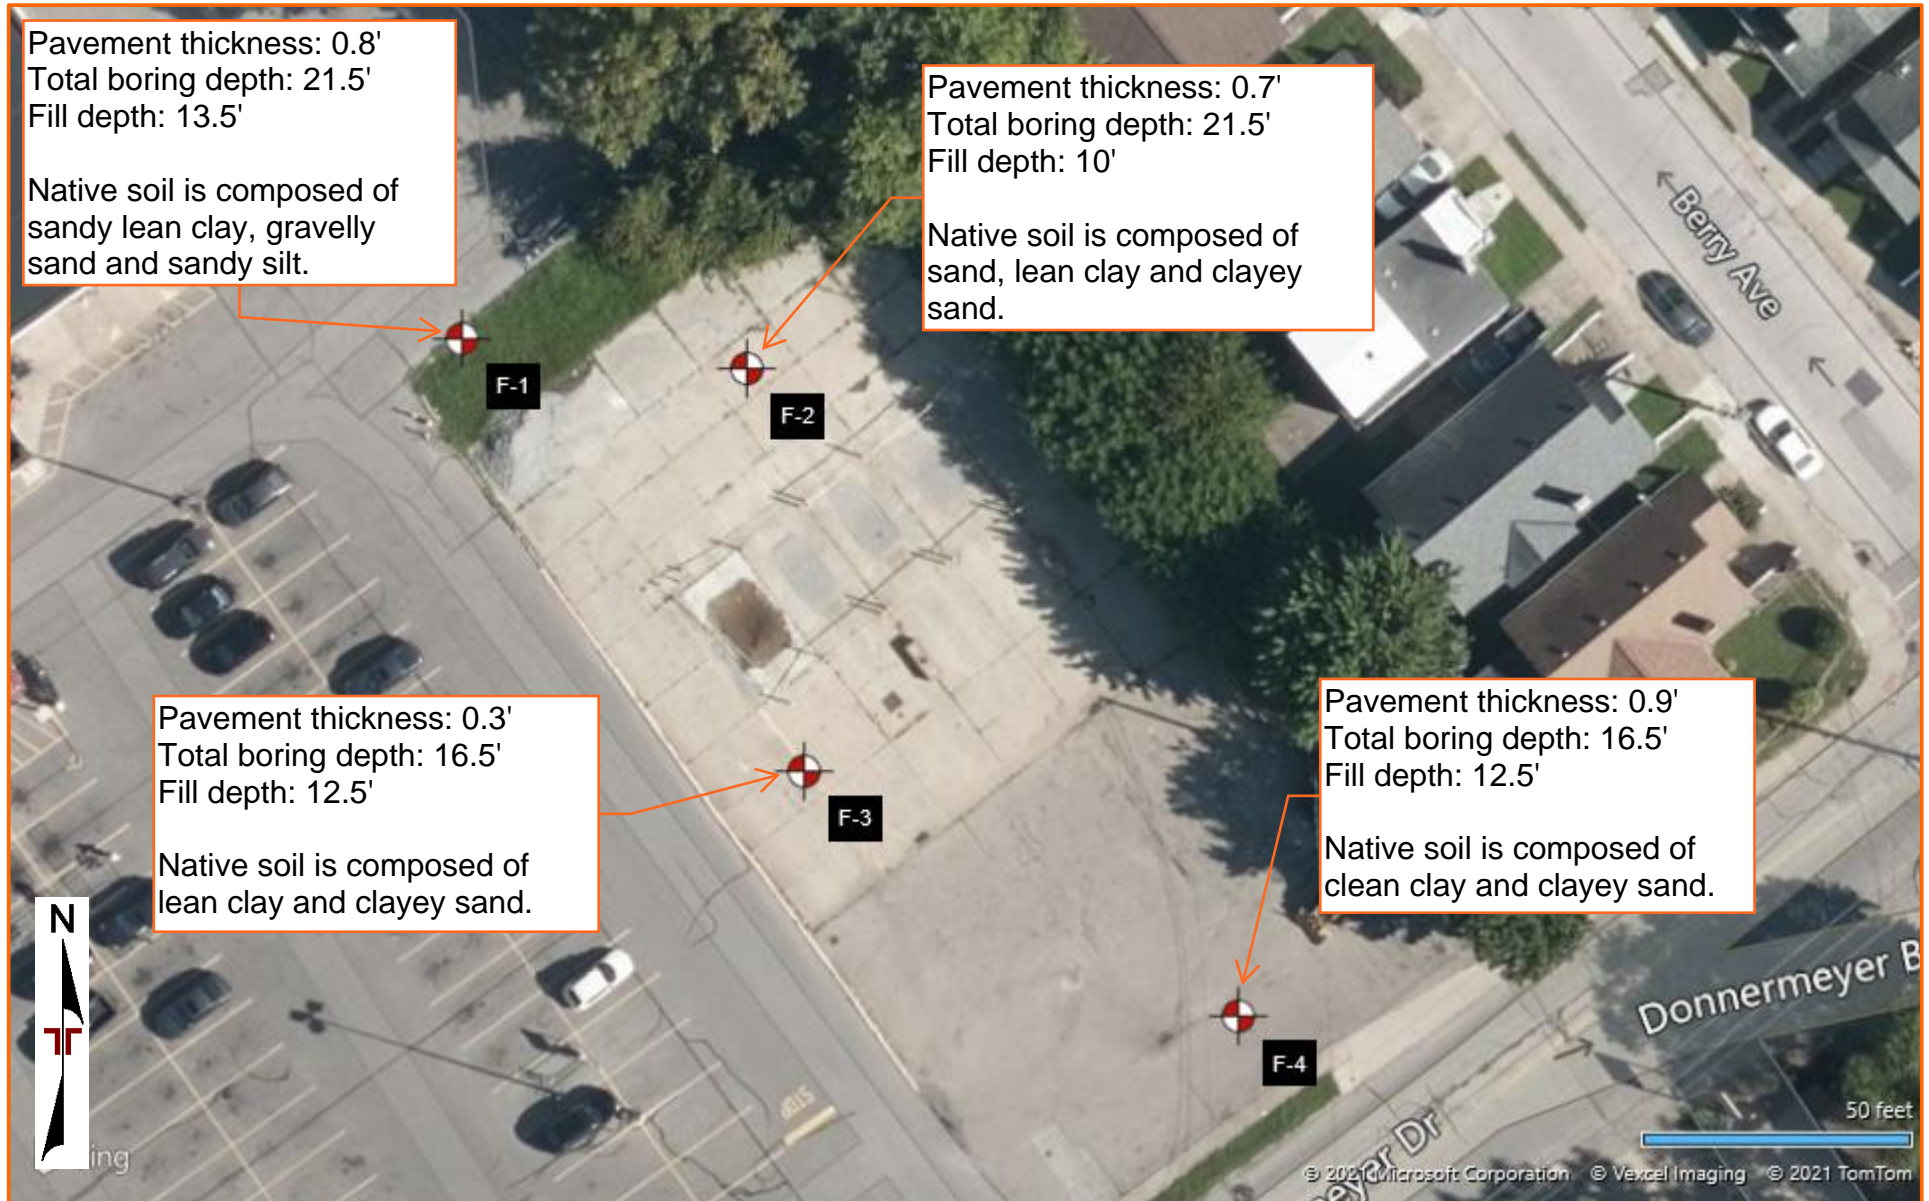 Pavement thickness: 0.8'
Total boring depth: 21.5'
Fill depth: 13.5'
Native soil is composed of
sandy lean clay, gravelly
sand and sandy silt.
Pavement thickness: 0.7'
Total boring depth: 21.5'
Fill depth: 10'
Native soil is composed of
sand, lean clay and clayey
sand.
Berry Ave
F-1
F-2
Pavement thickness: 0.3'
Total boring depth: 16.5'
Fill depth: 12.5'
Native soil is composed of
lean clay and clayey sand.
F-3
Pavement thickness: 0.9'
Total boring depth: 16.5'
Fill depth: 12.5'
Native soil is composed of
clean clay and clayey sand.
N
F-4
Donnermeyer
STOP
50 feet
eyer Dr
ing
© 2021 Microsoft Corporation © Vexcel Imaging © 2021 TomTom